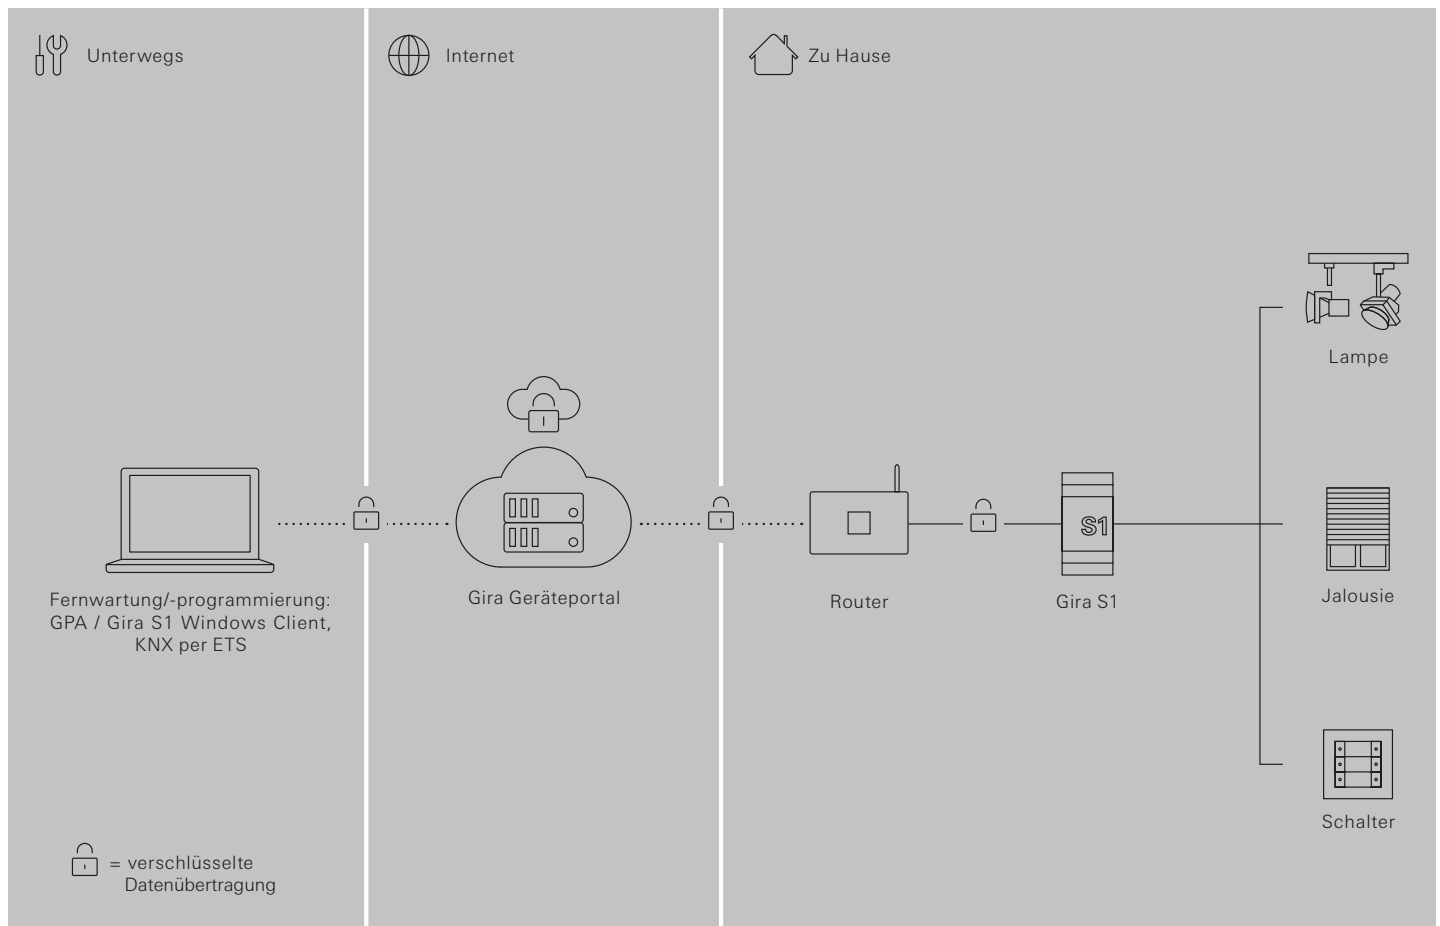 Unterwegs
Internet
Zu Hause
Lampe
S1
Fernwartung/-programmierung:
GPA / Gira S1 Windows Client,
KNX per ETS
Gira Geräteportal
Router
Gira S1
Jalousie
Schalter
= verschlüsselte
Datenübertragung